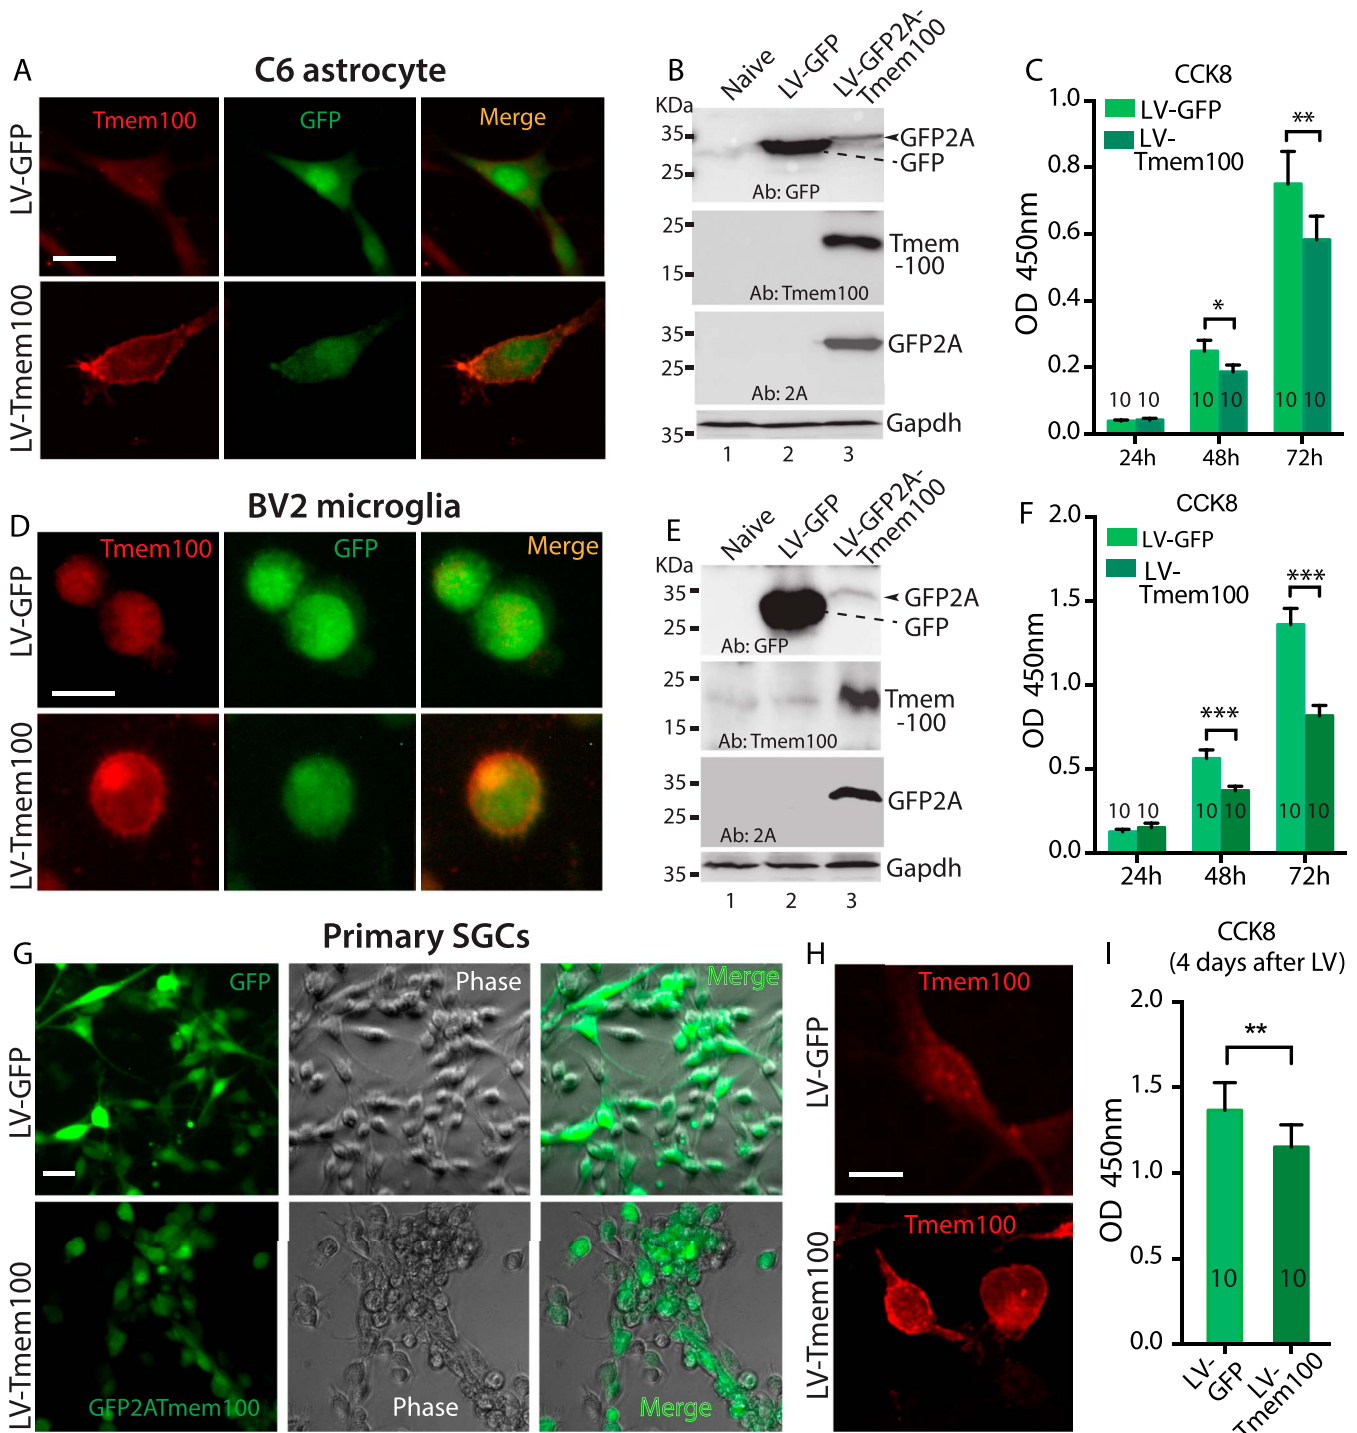 A
C6 astrocyte
LV-GFP
Tmem100
GFP
Merge
LV-Tmem100
B
Naive
LV-GFP
LV-GFP2A-
Tmem100
KDa
35
25
GFP2A
GFP
Ab: GFP
25
15
Tmem
-100
Ab: Tmem100
35
25
GFP2A
Ab: 2A
35
Gapdh
1 2 3
C
CCK8
LV-GFP
LV-
Tmem100
OD 450nm
1.0
0.8
0.6
0.4
0.2
0.0
*
**
10 10
10 10
10 10
24h 48h 72h
D
BV2 microglia
LV-GFP
Tmem100
GFP
Merge
LV-Tmem100
E
Naive
LV-GFP
LV-GFP2A-
Tmem100
KDa
35
25
GFP2A
GFP
Ab: GFP
25
15
Tmem
-100
Ab: Tmem100
35
25
GFP2A
Ab: 2A
35
Gapdh
1 2 3
F
CCK8
LV-GFP
LV-
Tmem100
OD 450nm
2.0
1.5
1.0
0.5
0.0
***
***
10 10
10 10
10 10
24h 48h 72h
G
Primary SGCs
LV-GFP
GFP
Phase
Merge
LV-Tmem100
GFP2ATmem100
Phase
Merge
H
LV-GFP
Tmem100
LV-Tmem100
Tmem100
I
CCK8
(4 days after LV)
OD 450nm
2.0
1.5
1.0
0.5
0.0
**
10
10
LV-
GFP
LV-
Tmem100